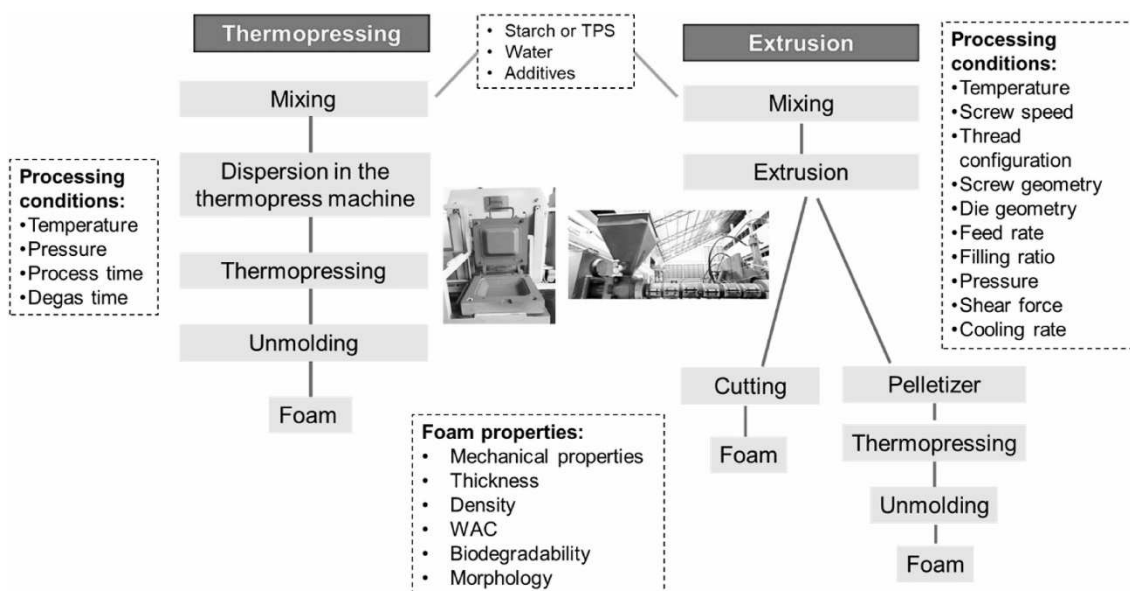 Thermopressing
• Starch or TPS
• Water
• Additives
Extrusion
Mixing
Dispersion in the
thermopress machine
Thermopressing
Unmolding
Foam
Processing
conditions:
•Temperature
•Pressure
•Process time
•Degas time
Mixing
Extrusion
Cutting
Foam
Pelletizer
Thermopressing
Unmolding
Foam
Processing
conditions:
•Temperature
•Screw speed
•Thread
configuration
•Screw geometry
•Die geometry
•Feed rate
•Filling ratio
•Pressure
•Shear force
•Cooling rate
Foam properties:
• Mechanical properties
• Thickness
• Density
• WAC
• Biodegradability
• Morphology